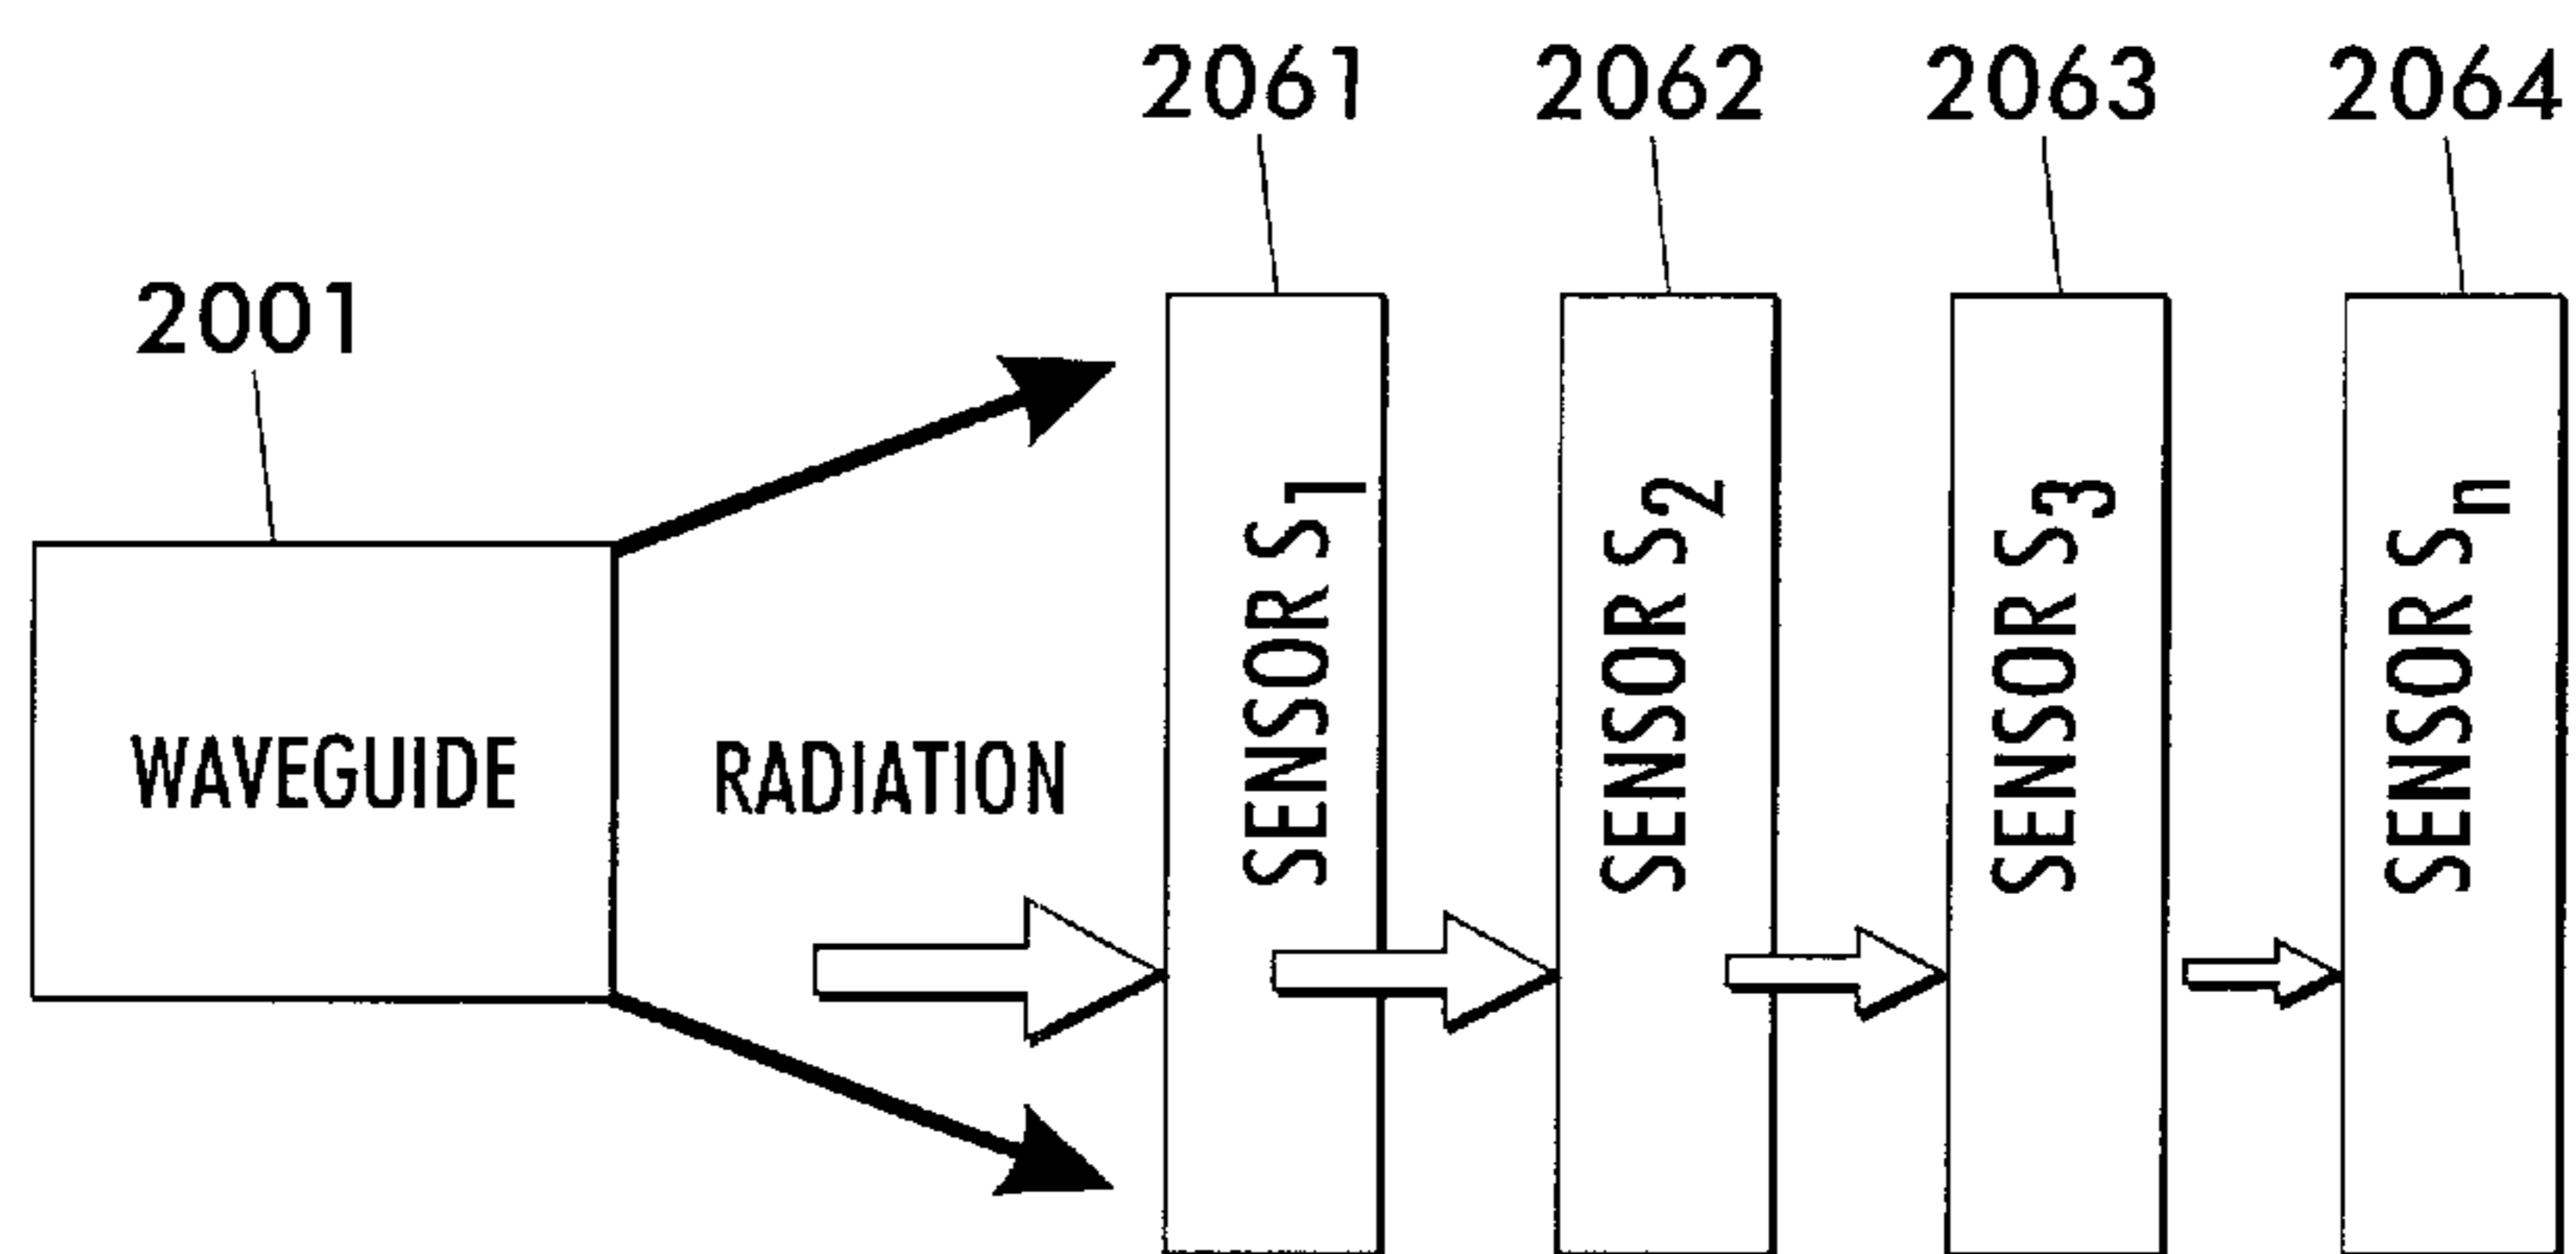 2061 2062 2063 2064
2001
WAVEGUIDE
RADIATION
SENSOR S1
SENSOR S2
SENSOR S3
SENSOR Sn